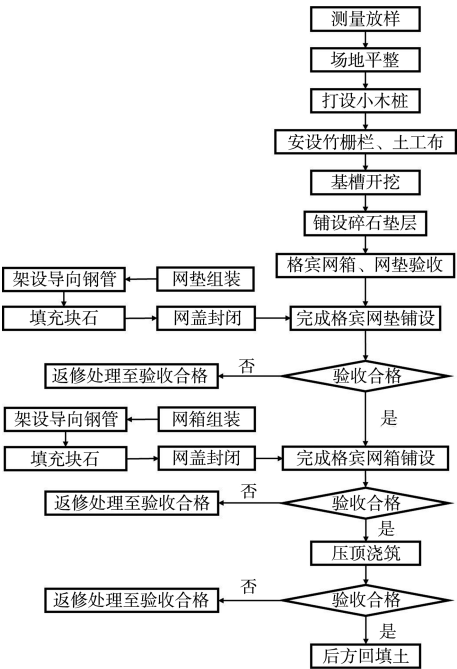 测量放样
场地平整
打设小木桩
安设竹栅栏、土工布
基槽开挖
铺设碎石垫层
格宾网箱、网垫验收
架设导向钢管
网垫组装
填充块石
网盖封闭
完成格宾网垫铺设
否
返修处理至验收合格
验收合格
是
架设导向钢管
网箱组装
填充块石
网盖封闭
完成格宾网箱铺设
否
返修处理至验收合格
验收合格
是
压顶浇筑
否
返修处理至验收合格
验收合格
是
后方回填土